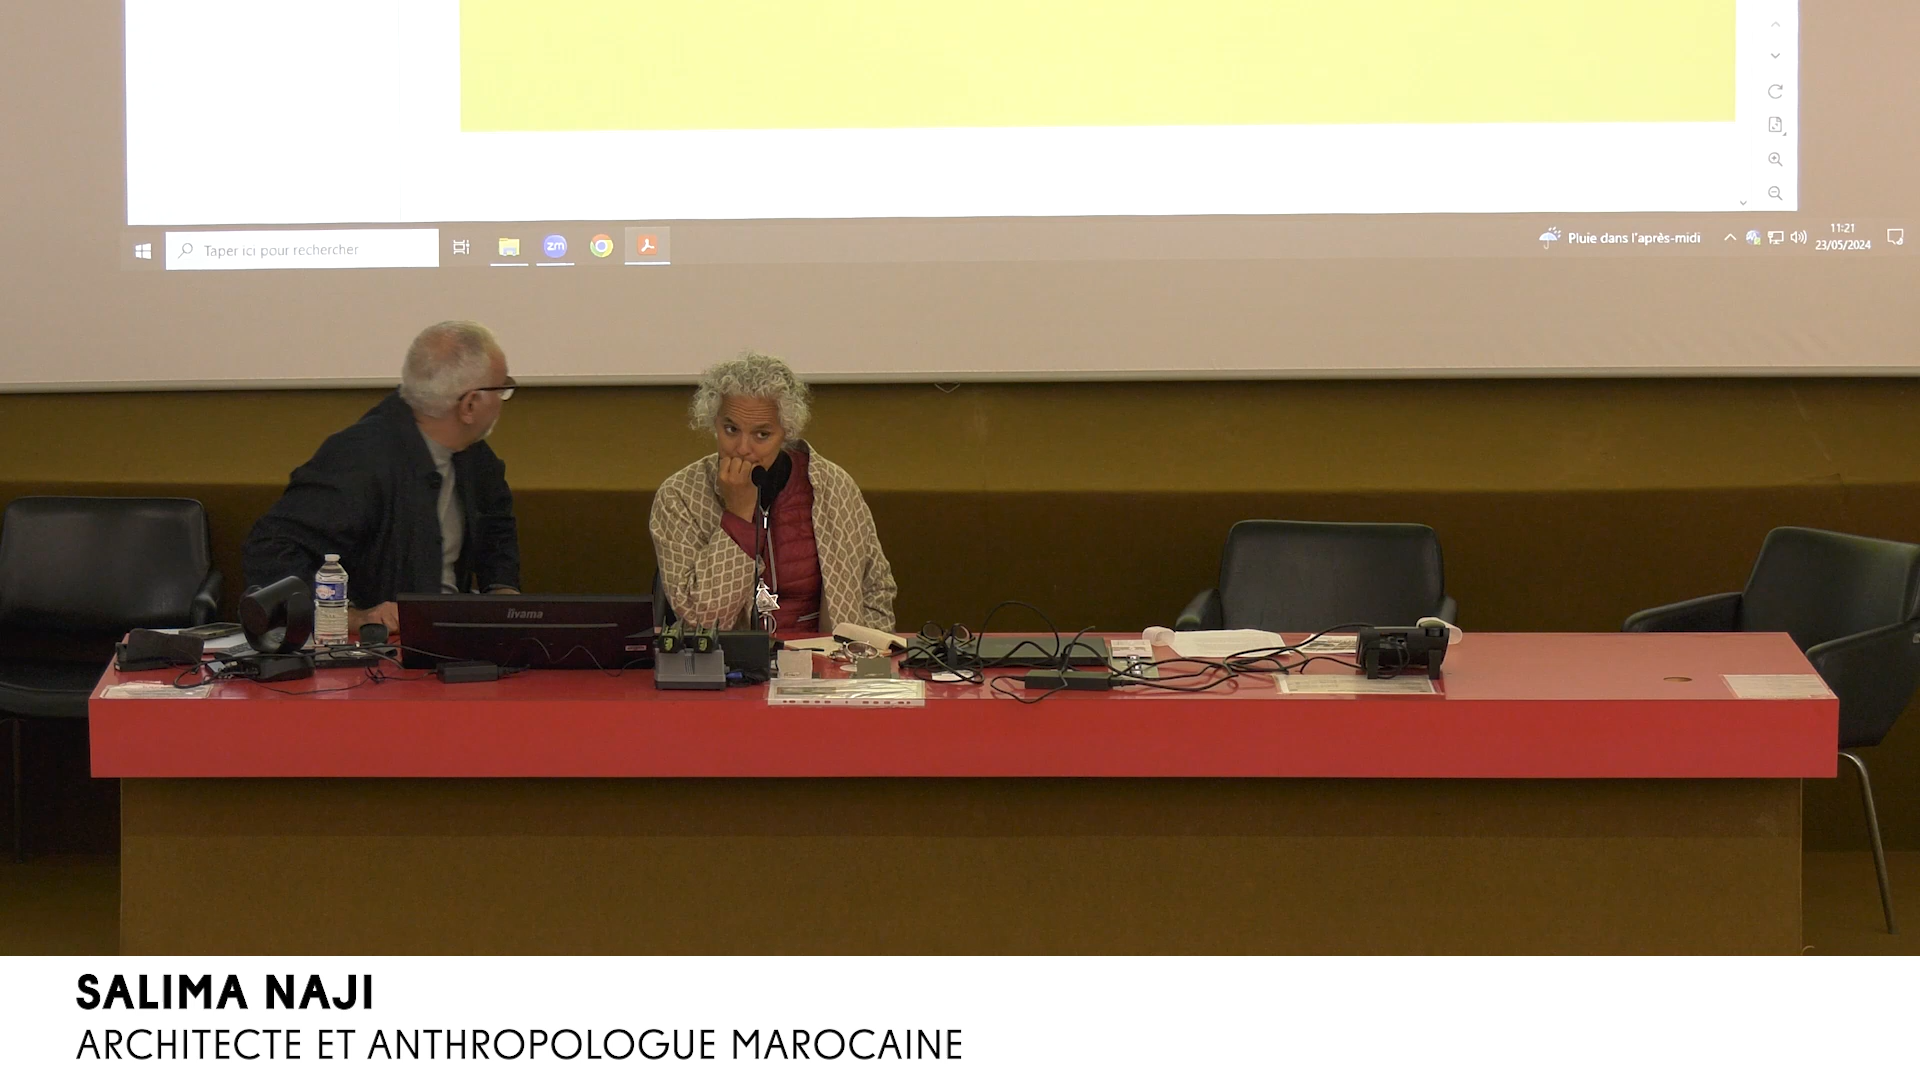 Taper ici pour rechercher
zm
Pluie dans l'après-midi
11:21
23/05/2024
iiyama
SALIMA NAJI
ARCHITECTE ET ANTHROPOLOGUE MAROCAINE